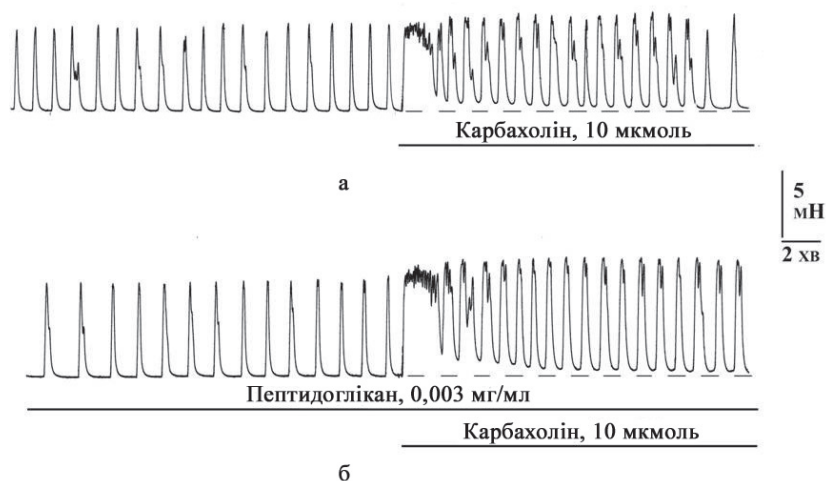 Карбахолін, 10 мкмоль
а
5
мН
2 хв
Пептидоглікан, 0,003 мг/мл
Карбахолін, 10 мкмоль
б